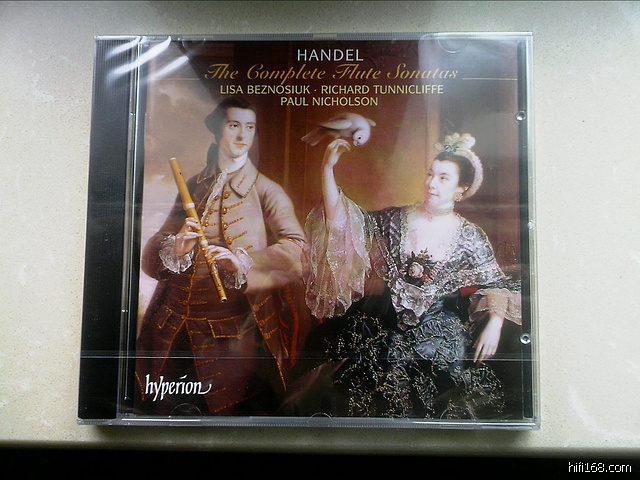 HANDEL
The Complete Flute Sonatas
LISA BEZNOSIUK · RICHARD TUNNICLIFFE
PAUL NICHOLSON
hyperion
hifi168.com